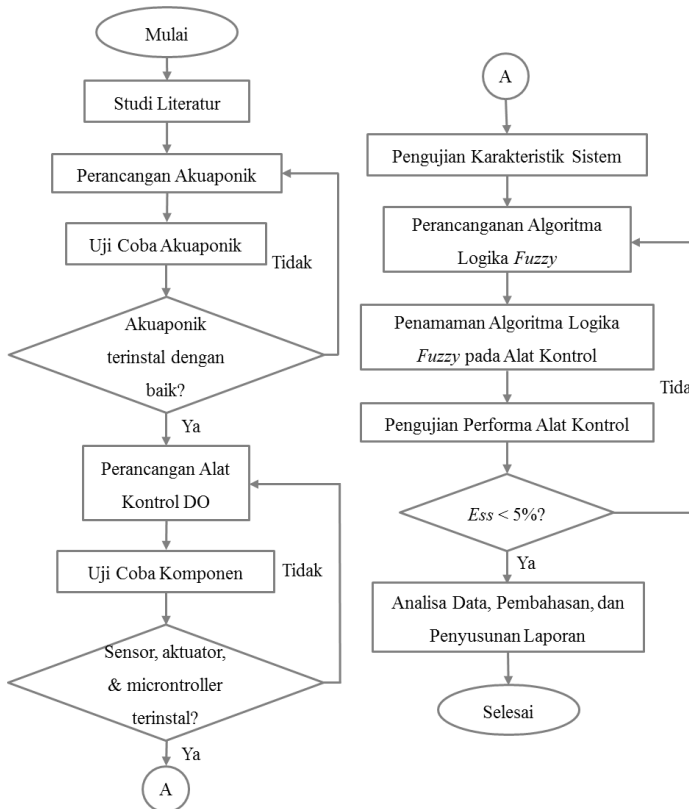 Mulai
Studi Literatur
Perancangan Akuaponik
Uji Coba Akuaponik
Tidak
Akuaponik
terinstal dengan
baik?
Ya
Perancangan Alat
Kontrol DO
Uji Coba Komponen
Tidak
Sensor, aktuator,
& microntroller
terinstal?
Ya
A
A
Pengujian Karakteristik Sistem
Perancanganan Algoritma
Logika Fuzzy
Penamaman Algoritma Logika
Fuzzy pada Alat Kontrol
Tida
Pengujian Performa Alat Kontrol
Ess < 5%?
Ya
Analisa Data, Pembahasan, dan
Penyusunan Laporan
Selesai